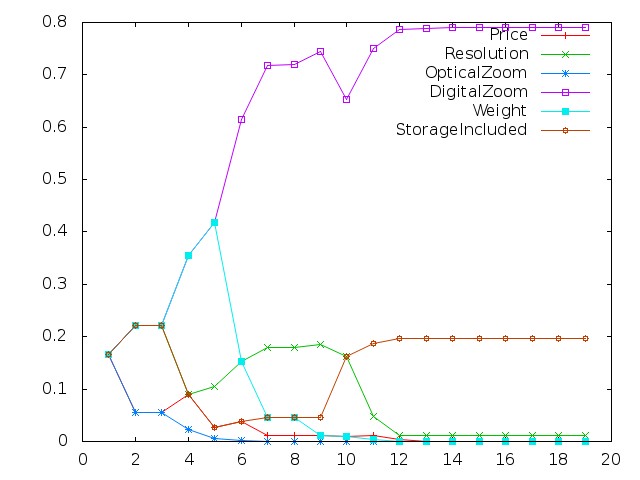 0.8
0.7
0.6
0.5
0.4
0.3
0.2
0.1
0
0 2 4 6 8 10 12 14 16 18 20
Price
Resolution
OpticalZoom
DigitalZoom
Weight
StorageIncluded